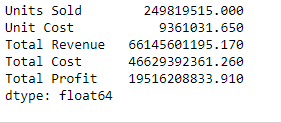 Units Sold 249819515.000
Unit Cost 9361031.650
Total Revenue 66145601195.170
Total Cost 46629392361.260
Total Profit 19516208833.910
dtype: float64